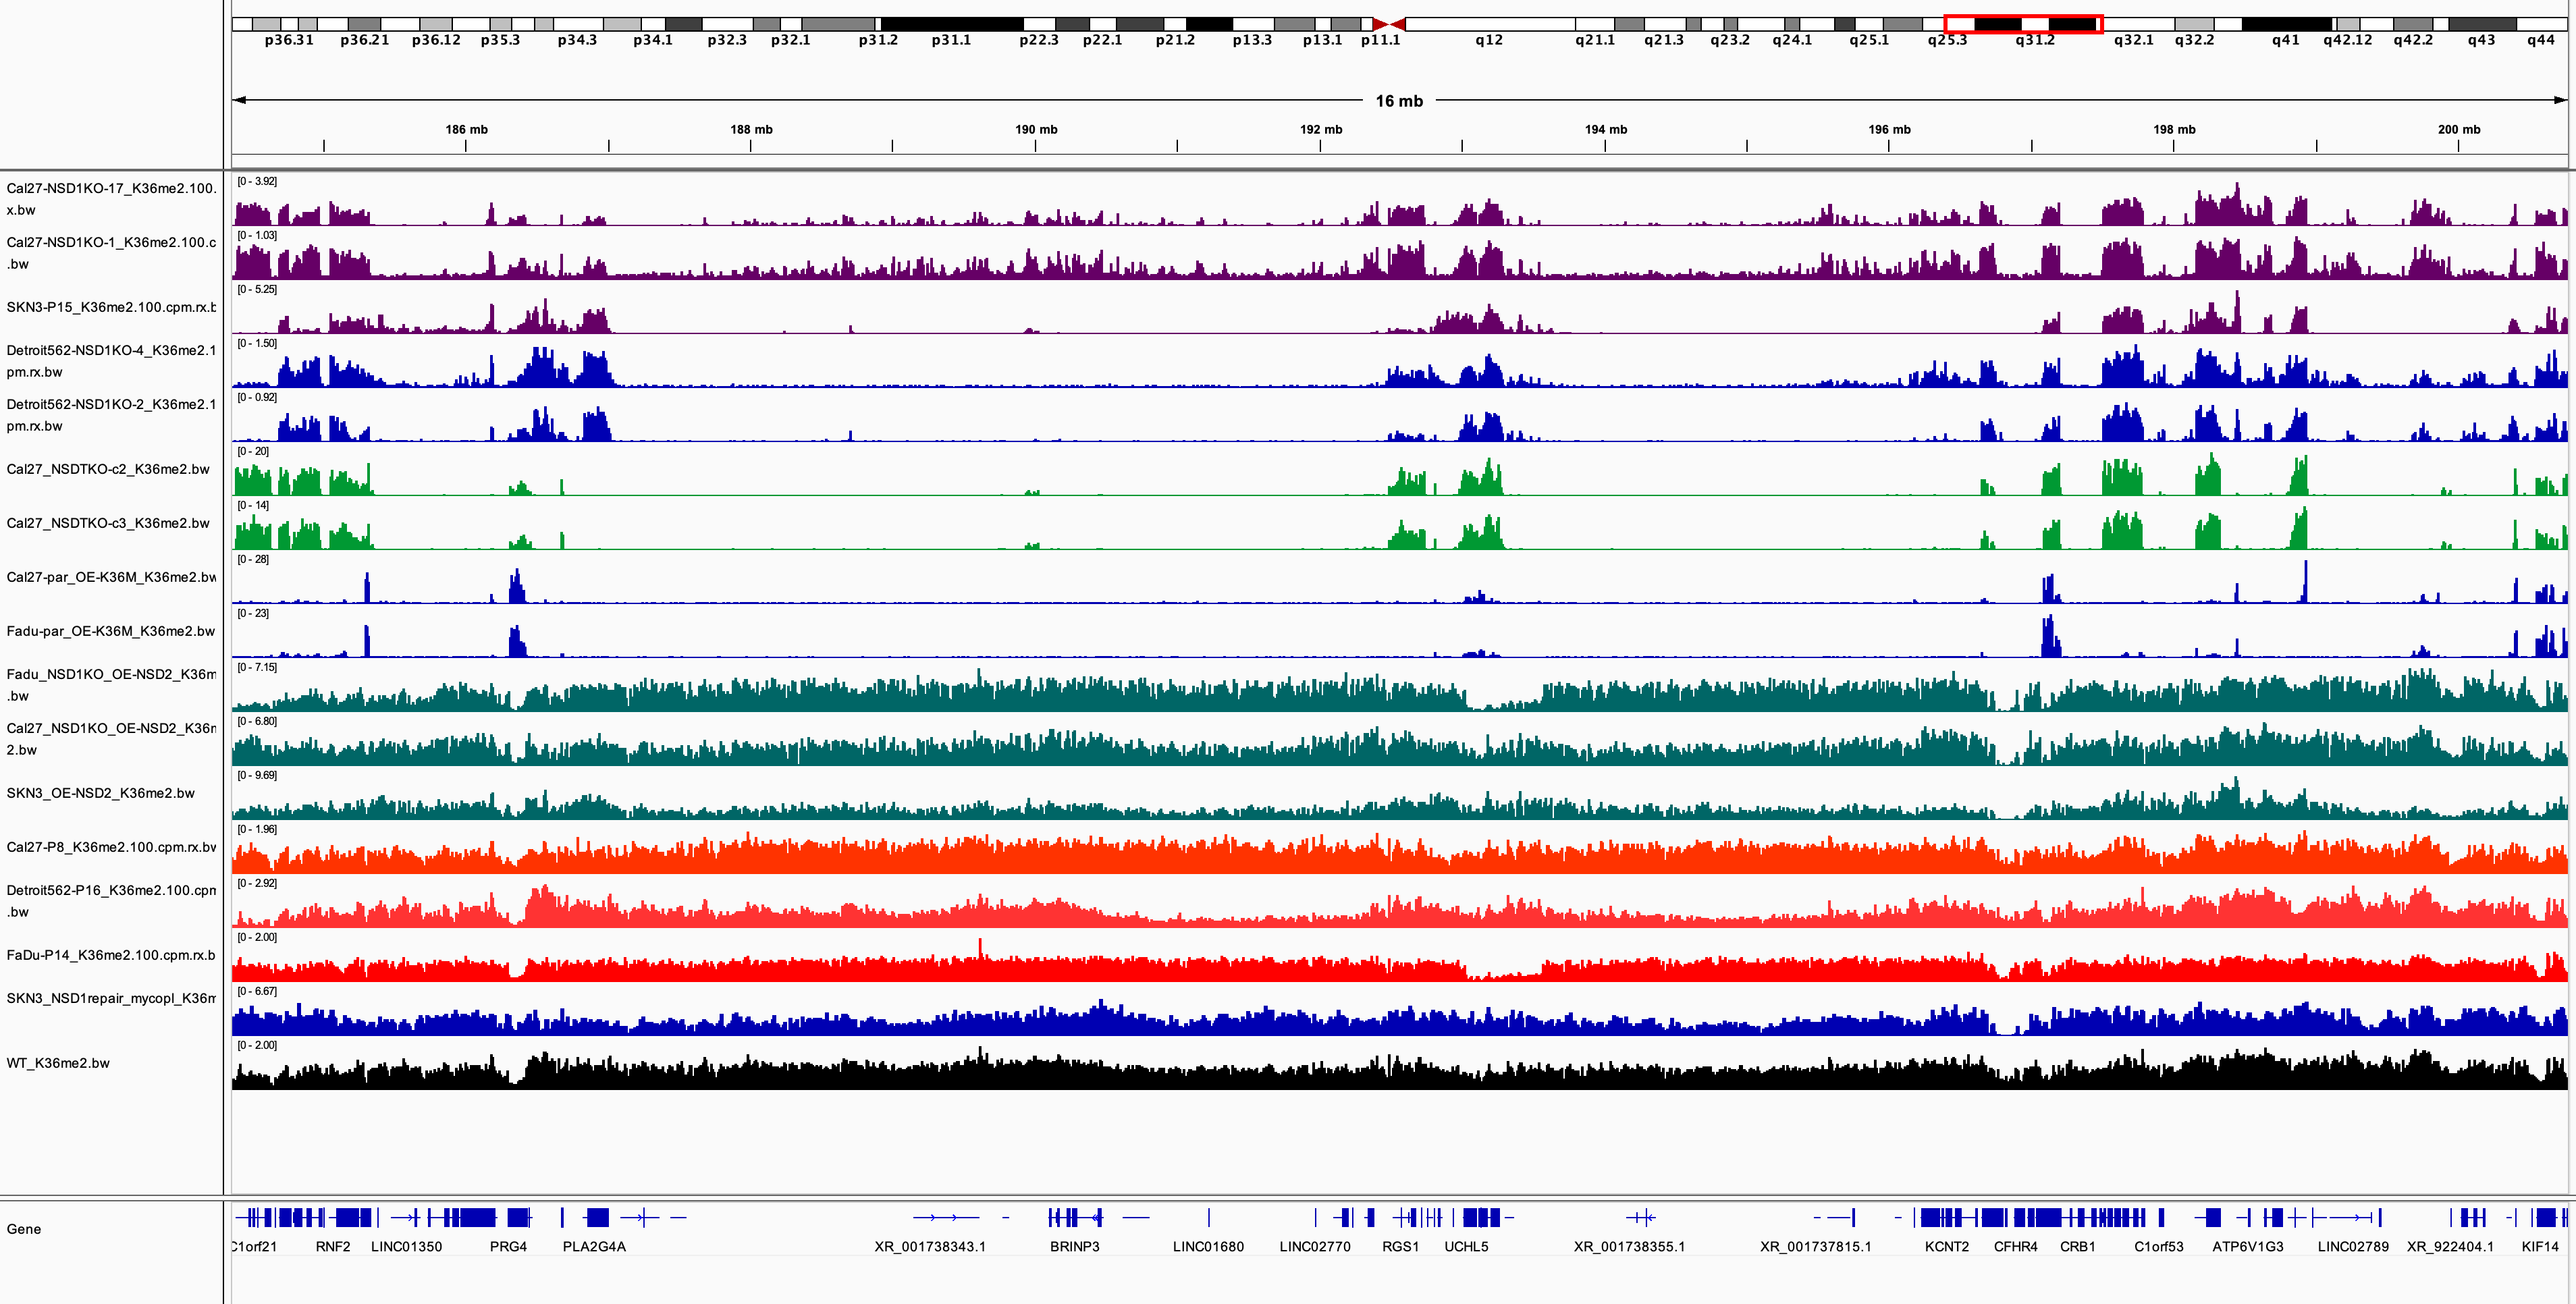 p36.31 p36.21 p36.12 p35.3 p34.3 p34.1 p32.3 p32.1 p31.2 p31.1 p22.3 p22.1 p21.2 p13.3 p13.1 p11.1 q12 q21.1 q21.3 q23.2 q24.1 q25.1 q25.3 q31.2 q32.1 q32.2 q41 q42.12 q42.2 q43 q44
16 mb
186 mb 188 mb 190 mb 192 mb 194 mb 196 mb 198 mb 200 mb
[0 - 3.92]
Cal27-NSD1KO-17_K36me2.100.
x.bw
[0 - 1.03]
Cal27-NSD1KO-1_K36me2.100.c
.bw
[0 - 5.25]
SKN3-P15_K36me2.100.cpm.rx.b
[0 - 1.50]
Detroit562-NSD1KO-4_K36me2.1
pm.rx.bw
[0 - 0.92]
Detroit562-NSD1KO-2_K36me2.1
pm.rx.bw
[0 - 20]
Cal27_NSDTKO-c2_K36me2.bw
[0 - 14]
Cal27_NSDTKO-c3_K36me2.bw
[0 - 28]
Cal27-par_OE-K36M_K36me2.bw
[0 - 23]
Fadu-par_OE-K36M_K36me2.bw
[0 - 7.15]
Fadu_NSD1KO_OE-NSD2_K36m
.bw
[0 - 6.80]
Cal27_NSD1KO_OE-NSD2_K36m
2.bw
[0 - 9.69]
SKN3_OE-NSD2_K36me2.bw
[0 - 1.96]
Cal27-P8_K36me2.100.cpm.rx.bw
[0 - 2.92]
Detroit562-P16_K36me2.100.cpm
.bw
[0 - 2.00]
FaDu-P14_K36me2.100.cpm.rx.b
[0 - 6.67]
SKN3_NSD1repair_mycopl_K36m
[0 - 2.00]
WT_K36me2.bw
Gene
C1orf21 RNF2 LINC01350 PRG4 PLA2G4A XR_001738343.1 BRINP3 LINC01680 LINC02770 RGS1 UCHL5 XR_001738355.1 XR_001737815.1 KCNT2 CFHR4 CRB1 C1orf53 ATP6V1G3 LINC02789 XR_922404.1 KIF14